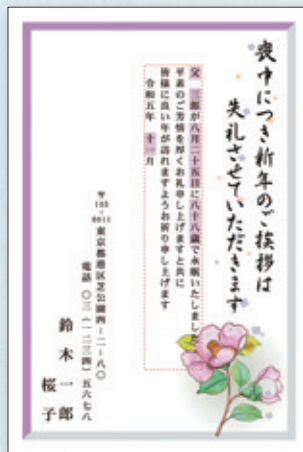 喪中につき新年のご挨拶は
失礼させていただきます
父 三郎が八月二十五日に八十八歳で永眠いたしました
平素のご芳情を厚くお礼申し上げますと共に
皆様に良い年が訪れますようお祈り申し上げます
令和五年 十一月
〒105-0011
東京都港区芝公園四-二-八〇
電話 〇三(一二三四)五六七八
鈴木 一郎
桜子